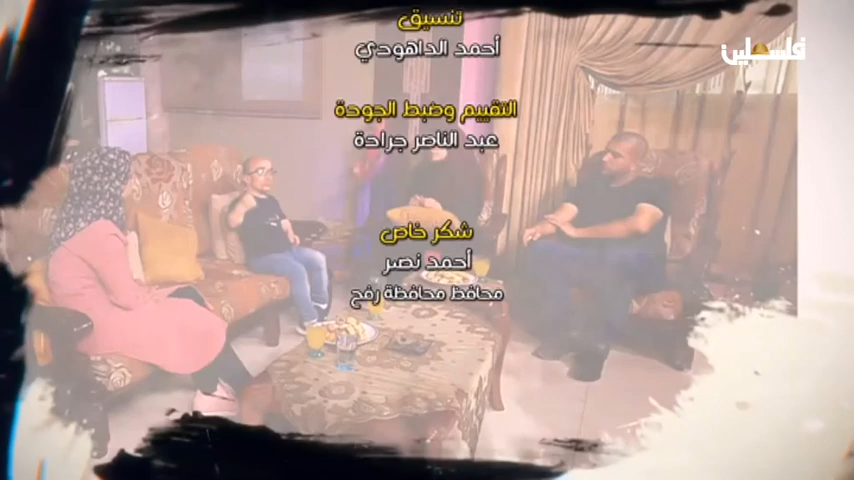 فلسطين
تنسيق
أحمد الداهودي
التقييم وضبط الجودة
عبد الناصر جرادة
شكر خاص
أحمد نصر
محافظ محافظة رفح